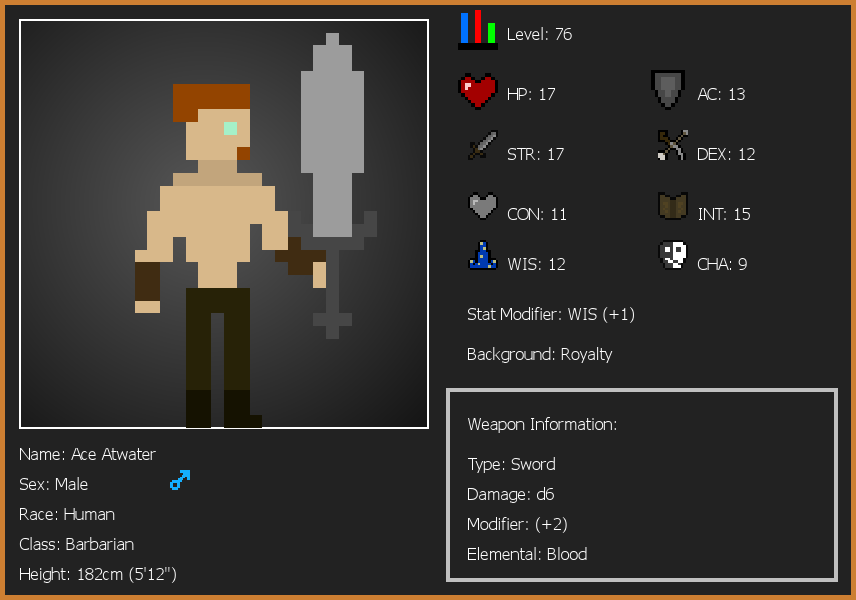 Level: 76
HP: 17
AC: 13
STR: 17
DEX: 12
CON: 11
INT: 15
WIS: 12
CHA: 9
Stat Modifier: WIS (+1)
Background: Royalty
Weapon Information:
Type: Sword
Damage: d6
Modifier: (+2)
Elemental: Blood
Name: Ace Atwater
Sex: Male
Race: Human
Class: Barbarian
Height: 182cm (5'12")